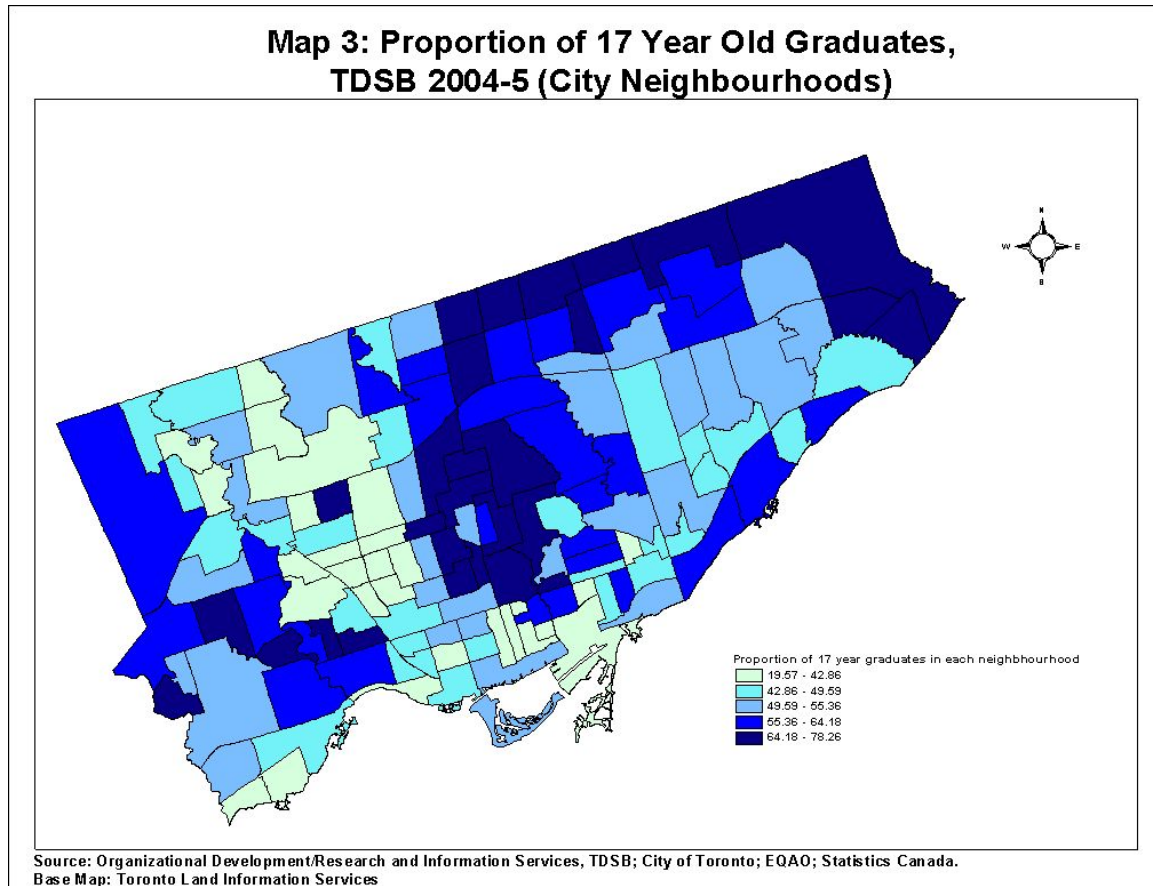 Map 3: Proportion of 17 Year Old Graduates,
TDSB 2004-5 (City Neighbourhoods)
N
W E
S
Proportion of 17 year graduates in each neighbhourhood
19.57 - 42.86
42.86 - 49.59
49.59 - 55.36
55.36 - 64.18
64.18 - 78.26
Source: Organizational Development/Research and Information Services, TDSB; City of Toronto; EQAO; Statistics Canada.
Base Map: Toronto Land Information Services